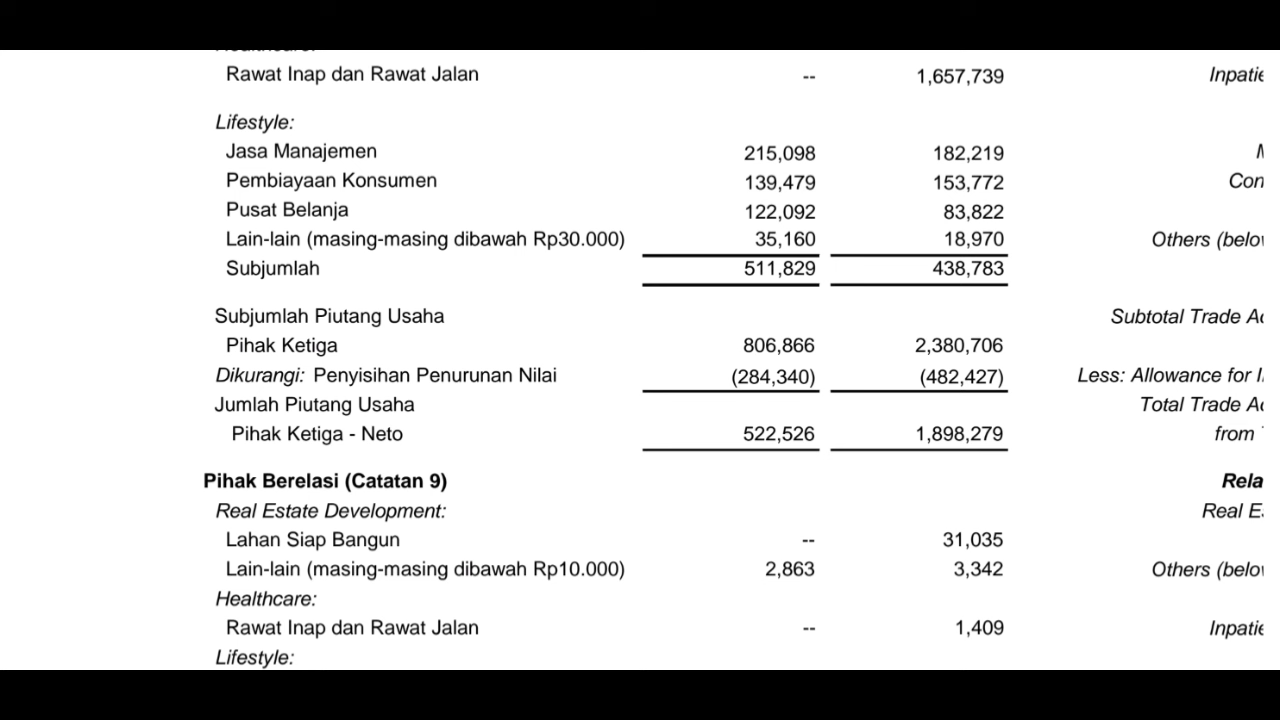 Rawat Inap dan Rawat Jalan -- 1,657,739 
Lifestyle:
Jasa Manajemen 215,098 182,219
Pembiayaan Konsumen 139,479 153,772
Pusat Belanja 122,092 83,822
Lain-lain (masing-masing dibawah Rp30.000) 35,160 18,970 Others
Subjumlah 511,829 438,783
Subjumlah Piutang Usaha Subtotal Trade
Pihak Ketiga 806,866 2,380,706
Dikurangi: Penyisihan Penurunan Nilai (284,340) (482,427) Less: Allowance for
Jumlah Piutang Usaha Total Trade
Pihak Ketiga - Neto 522,526 1,898,279 from
Pihak Berelasi (Catatan 9)
Real Estate Development: Real
Lahan Siap Bangun -- 31,035
Lain-lain (masing-masing dibawah Rp10.000) 2,863 3,342 Others
Healthcare:
Rawat Inap dan Rawat Jalan -- 1,409
Lifestyle: